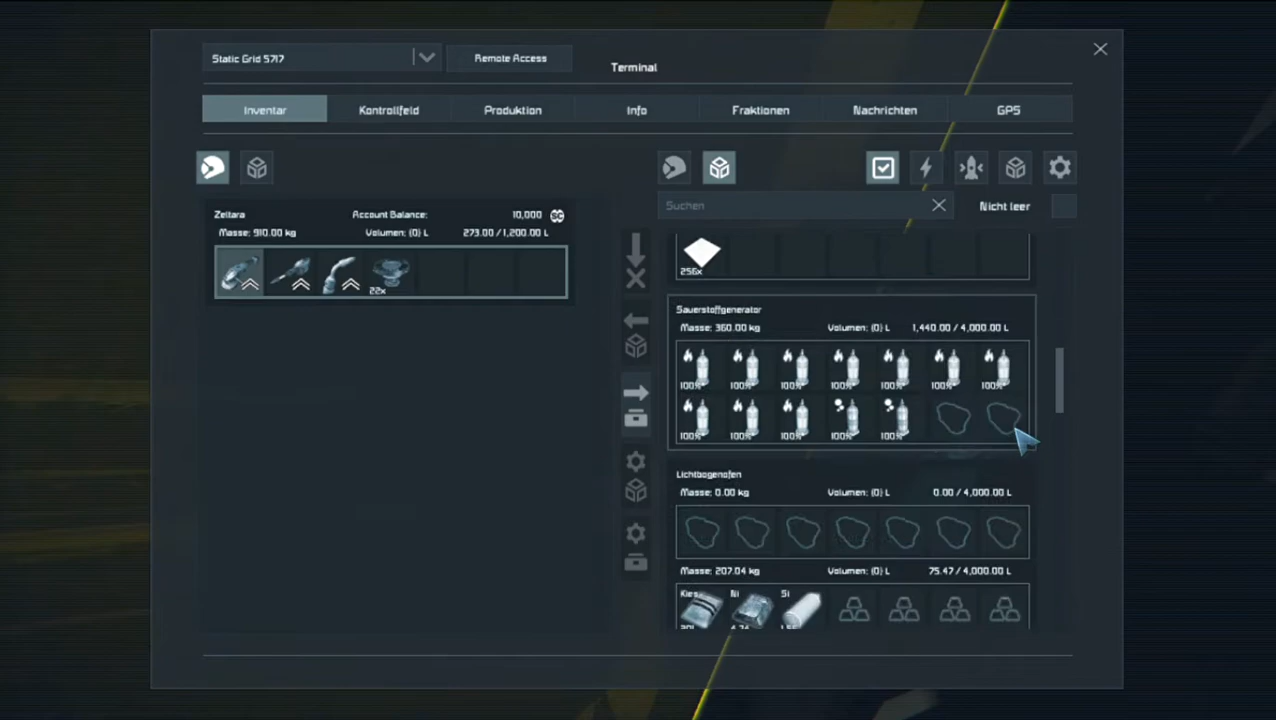 Static Grid 5717
Remote Access
Terminal
Inventar
Kontrollfeld
Produktion
Info
Fraktionen
Nachrichten
GPS
Suchen
Nicht leer
Zeltara
Account Balance:
10,000
Masse: 910.00 kg
Volumen: (0) L
273.00 / 1,200.00 L
22x
256x
Sauerstoffgenerator
Masse: 360.00 kg
Volumen: (0) L
1,440.00 / 4,000.00 L
100% 100% 100% 100% 100% 100% 100%
100% 100% 100% 100% 100%
Lichtbogenofen
Masse: 0.00 kg
Volumen: (0) L
0.00 / 4,000.00 L
Masse: 207.04 kg
Volumen: (0) L
75.47 / 4,000.00 L
Kies Ni Si